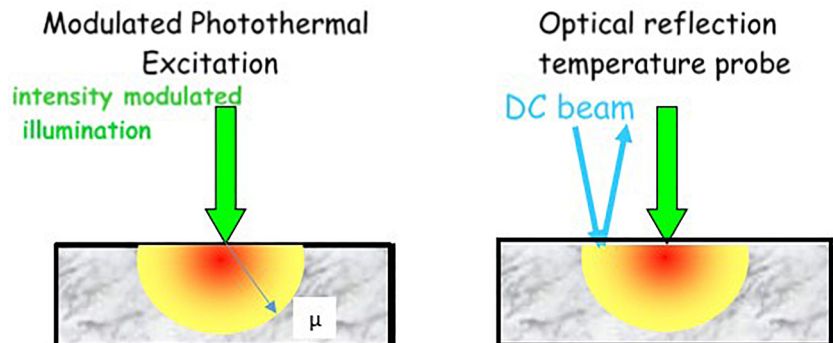 Modulated Photothermal
Excitation
intensity modulated
illumination
μ
Optical reflection
temperature probe
DC beam